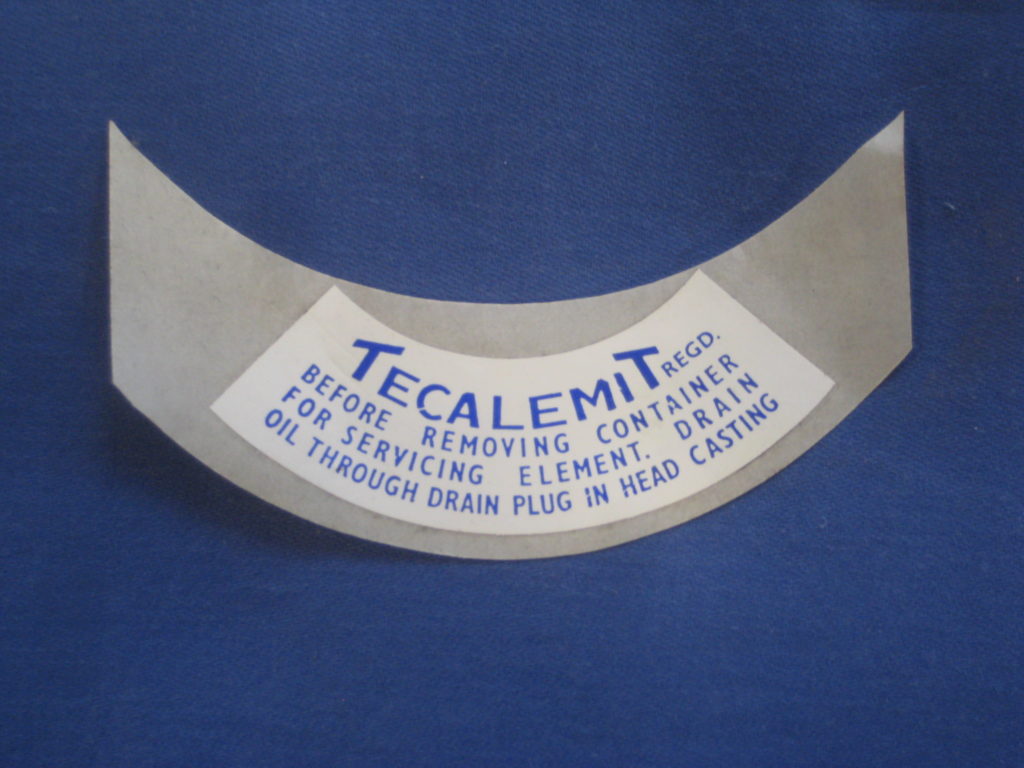 TECALEMIT REGD.
BEFORE REMOVING CONTAINER
FOR SERVICING ELEMENT. DRAIN
OIL THROUGH DRAIN PLUG IN HEAD CASTING